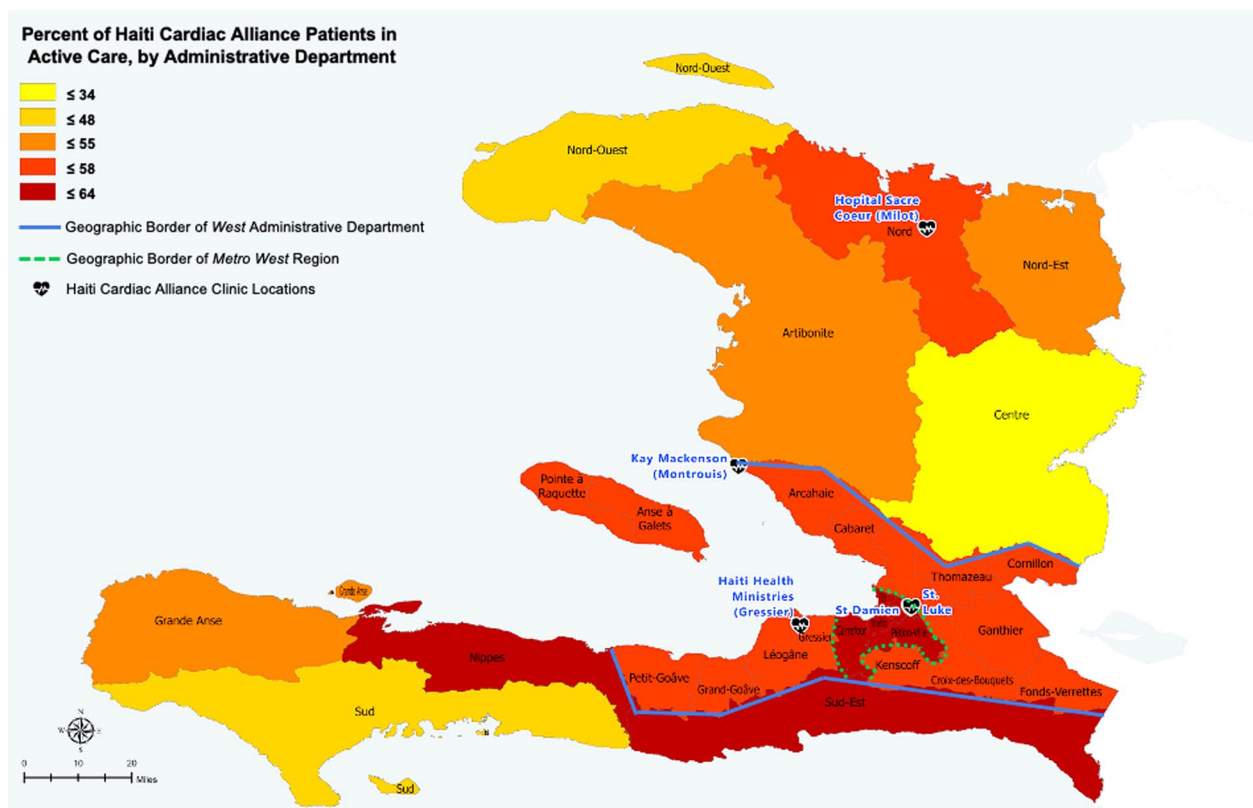 Percent of Haiti Cardiac Alliance Patients in
Active Care, by Administrative Department
≤ 34
≤ 48
≤ 55
≤ 58
≤ 64
Geographic Border of West Administrative Department
Geographic Border of Metro West Region
Haiti Cardiac Alliance Clinic Locations
Nord-Ouest
Nord-Ouest
Hopital Sacre
Coeur (Milot)
Nord
Nord-Est
Artibonite
Centre
Kay Mackenson
(Montrouis)
Pointe à
Raquette
Anse à
Galets
Arcahaie
Cabaret
Thomazeau
Cornillon
Haiti Health
Ministries
(Gressier)
St Damien
St.
Luke
Grande Anse
Grande Anse
Gressier
Carrefour
Ganthier
Nippes
Léogâne
Kenscoff
Petit-Goâve
Grand-Goâve
Croix-des-Bouquets
Fonds-Verrettes
Sud
Sud-Est
Sud
N
W
E
S
0
10
20
Miles